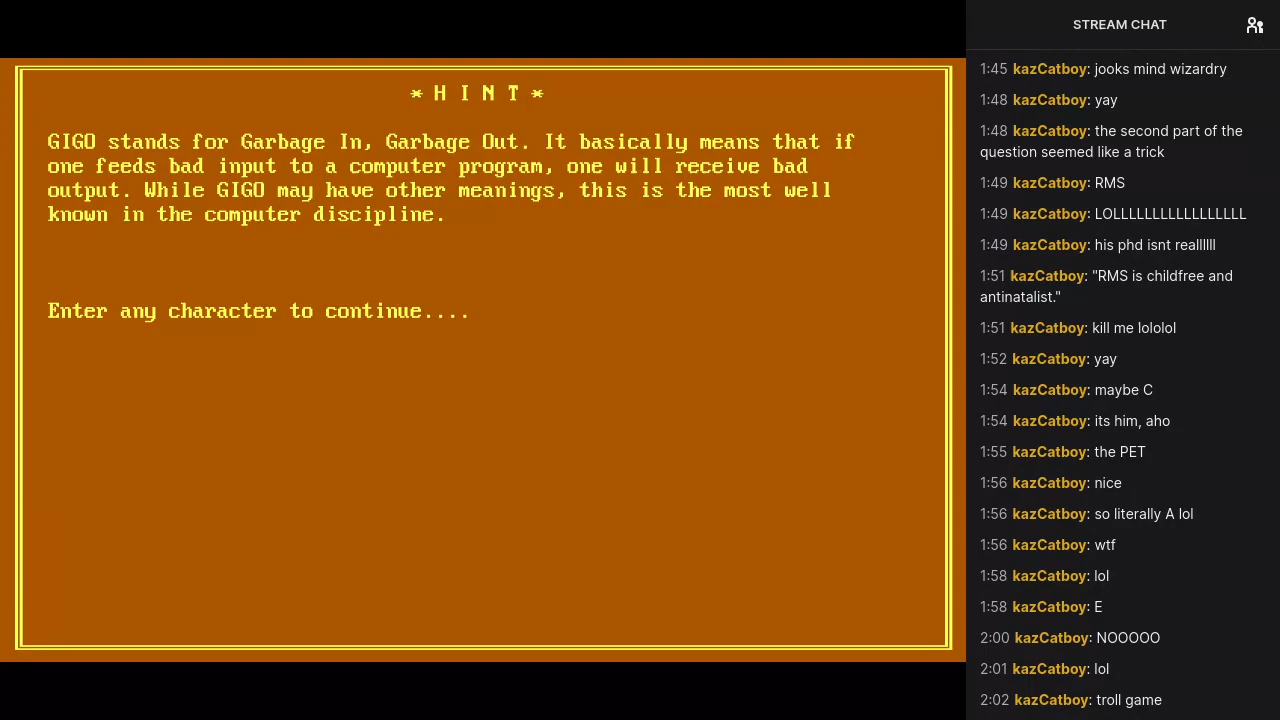 * H I N T *
GIGO stands for Garbage In, Garbage Out. It basically means that if
one feeds bad input to a computer program, one will receive bad
output. While GIGO may have other meanings, this is the most well
known in the computer discipline.
Enter any character to continue....
STREAM CHAT
1:45 kazCatboy: jooks mind wizardry
1:48 kazCatboy: yay
1:48 kazCatboy: the second part of the
question seemed like a trick
1:49 kazCatboy: RMS
1:49 kazCatboy: LOLLLLLLLLLLLLLLLLL
1:49 kazCatboy: his phd isnt reallllll
1:51 kazCatboy: "RMS is childfree and
antinatalist."
1:51 kazCatboy: kill me lololol
1:52 kazCatboy: yay
1:54 kazCatboy: maybe C
1:54 kazCatboy: its him, aho
1:55 kazCatboy: the PET
1:56 kazCatboy: nice
1:56 kazCatboy: so literally A lol
1:56 kazCatboy: wtf
1:58 kazCatboy: lol
1:58 kazCatboy: E
2:00 kazCatboy: NOOOOO
2:01 kazCatboy: lol
2:02 kazCatboy: troll game